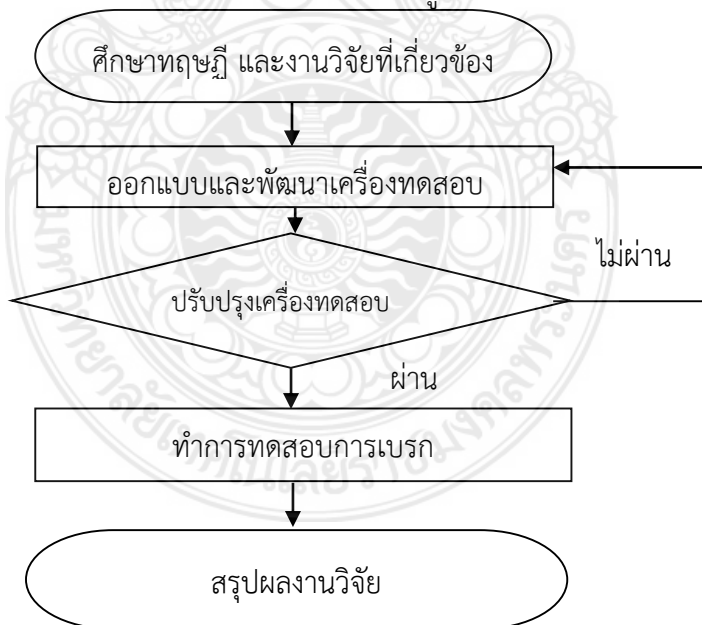 ศึกษาทฤษฎี และงานวิจัยที่เกี่ยวข้อง
ออกแบบและพัฒนาเครื่องทดสอบ
ไม่ผ่าน
ปรับปรุงเครื่องทดสอบ
ผ่าน
ทำการทดสอบการเบรก
สรุปผลงานวิจัย